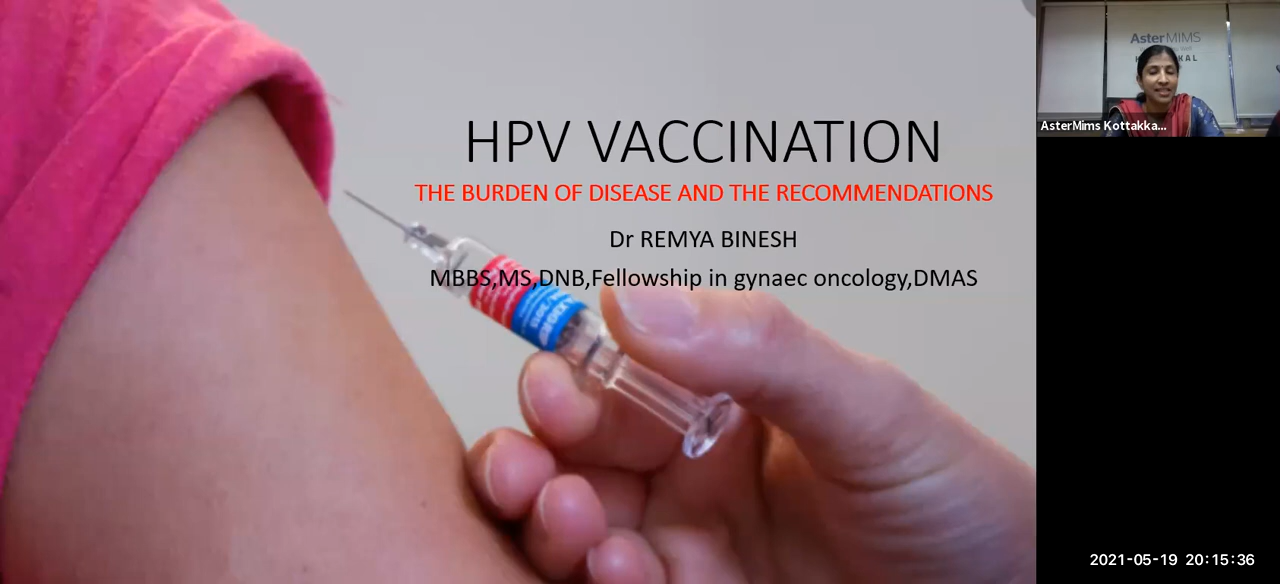 HPV VACCINATION
THE BURDEN OF DISEASE AND THE RECOMMENDATIONS
Dr REMYA BINESH
MBBS,MS,DNB,Fellowship in gynaec oncology,DMAS
AsterMIMS
AsterMims Kottakka...
2021-05-19 20:15:36